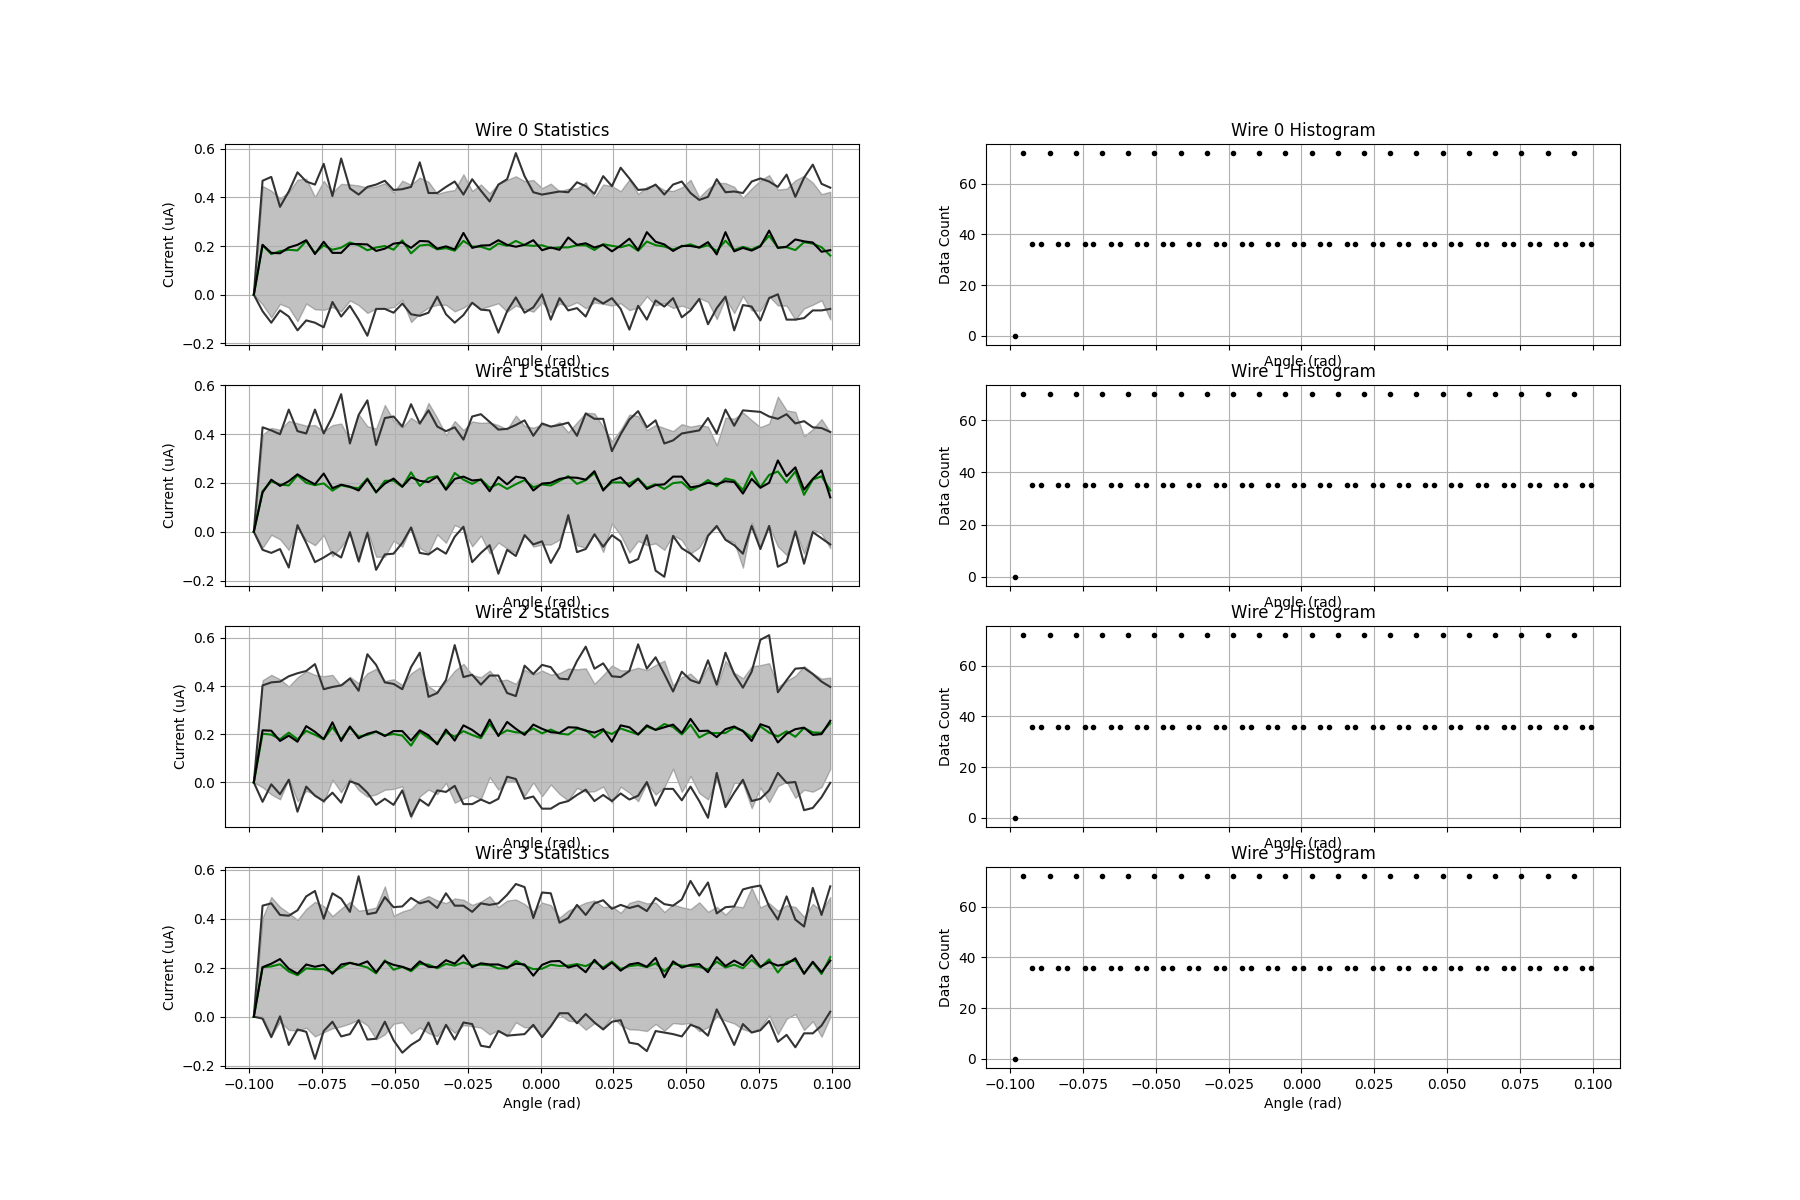 Wire 0 Statistics
Wire 0 Histogram
0.6
0.4
0.2
0.0
−0.2
Current (uA)
Angle (rad)
60
40
20
0
Data Count
Angle (rad)
Wire 1 Statistics
Wire 1 Histogram
0.6
0.4
0.2
0.0
−0.2
Current (uA)
Angle (rad)
60
40
20
0
Data Count
Angle (rad)
Wire 2 Statistics
Wire 2 Histogram
0.6
0.4
0.2
0.0
Current (uA)
Angle (rad)
60
40
20
0
Data Count
Angle (rad)
Wire 3 Statistics
Wire 3 Histogram
0.6
0.4
0.2
0.0
−0.2
Current (uA)
−0.100 −0.075 −0.050 −0.025 0.000 0.025 0.050 0.075 0.100
Angle (rad)
60
40
20
0
Data Count
−0.100 −0.075 −0.050 −0.025 0.000 0.025 0.050 0.075 0.100
Angle (rad)